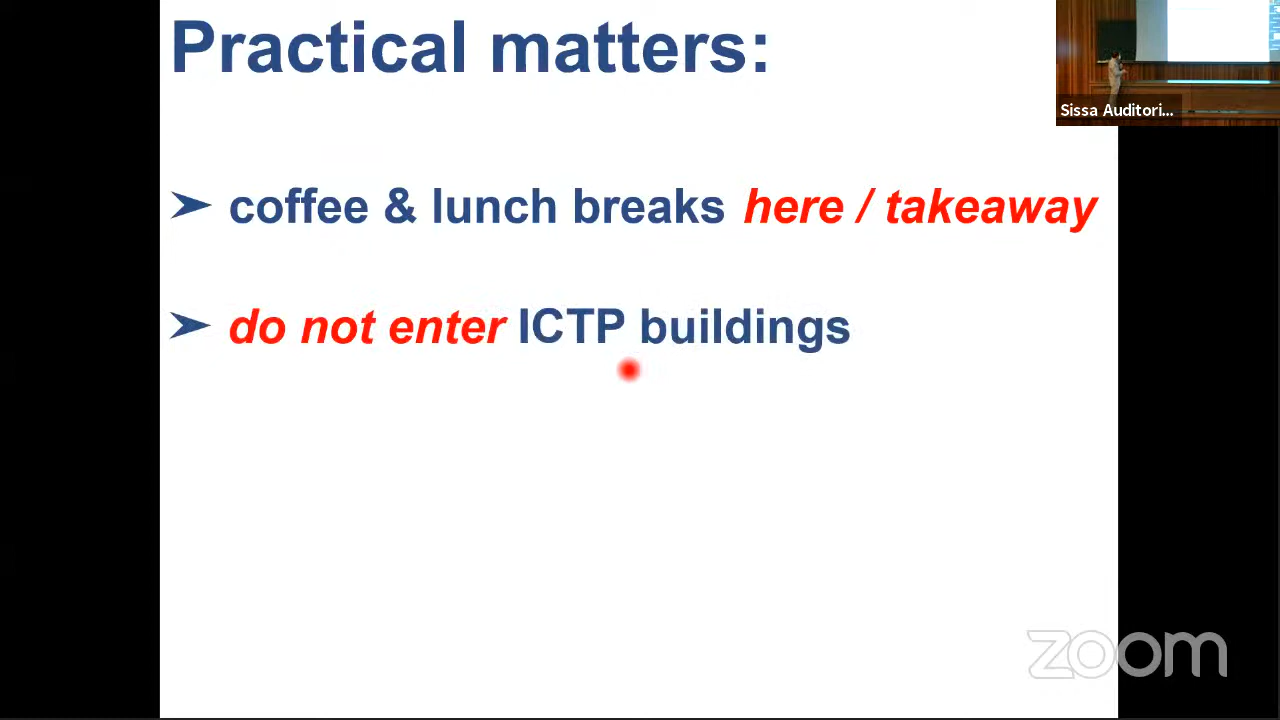 Practical matters:
Sissa Auditori...
➤ coffee & lunch breaks here / takeaway
➤ do not enter ICTP buildings
zoom